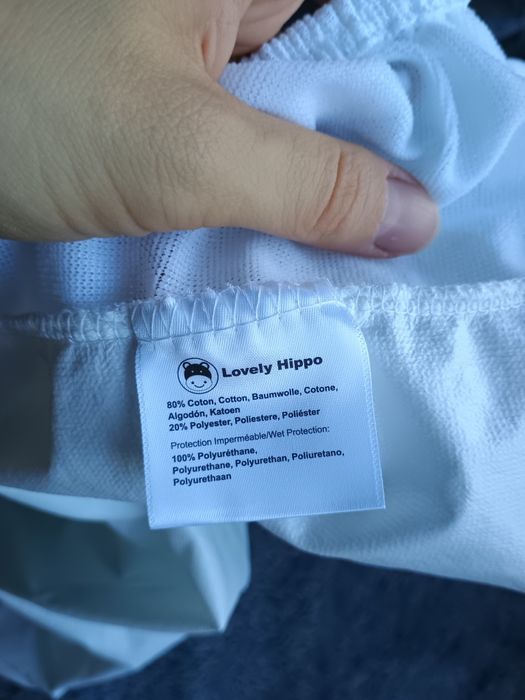 Lovely Hippo
80% Coton, Cotton, Baumwolle, Cotone,
Algodón, Katoen
20% Polyester, Poliestere, Poliéster
Protection Imperméable/Wet Protection:
100% Polyuréthane,
Polyurethane, Polyurethan, Poliuretano,
Polyurethaan